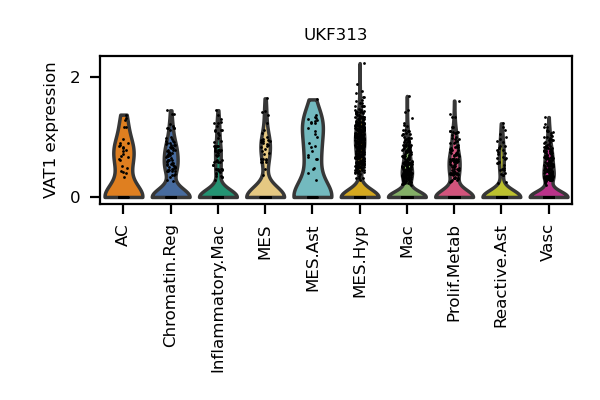 UKF313
VAT1 expression
2
0
AC
Chromatin.Reg
Inflammatory.Mac
MES
MES.Ast
MES.Hyp
Mac
Prolif.Metab
Reactive.Ast
Vasc